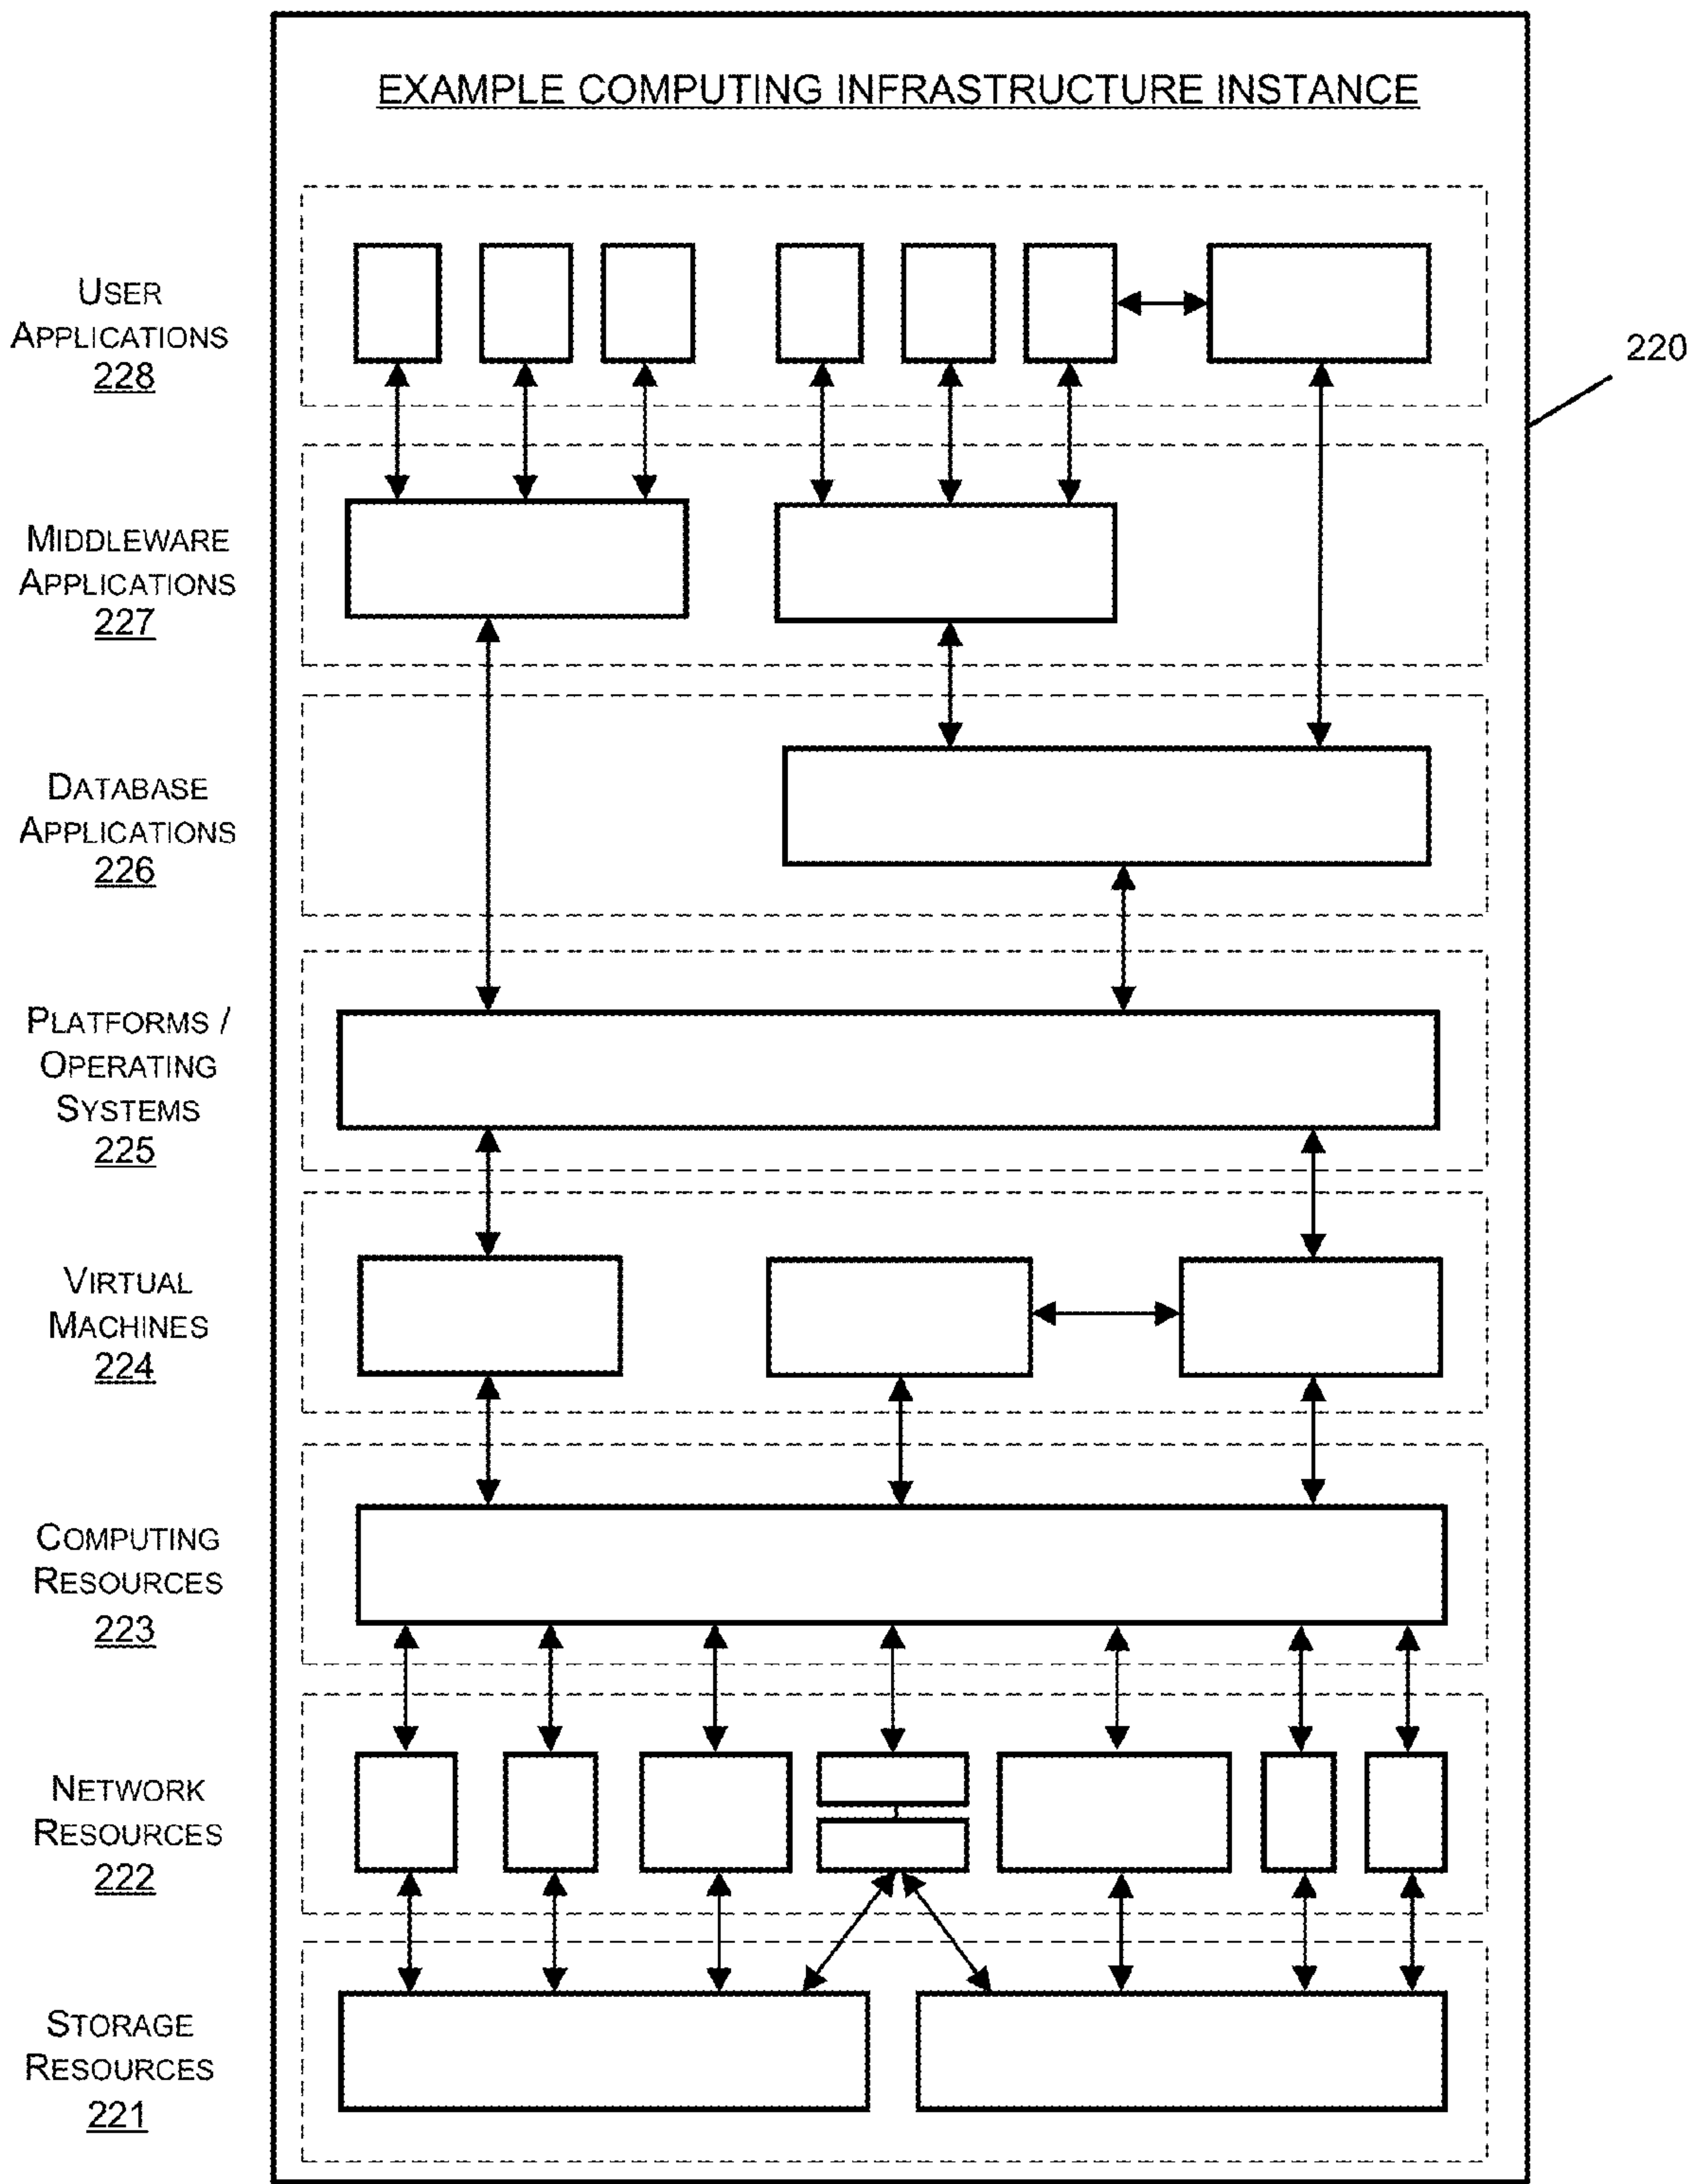 EXAMPLE COMPUTING INFRASTRUCTURE INSTANCE
USER
APPLICATIONS
228
220
MIDDLEWARE
APPLICATIONS
227
DATABASE
APPLICATIONS
226
PLATFORMS /
OPERATING
SYSTEMS
225
VIRTUAL
MACHINES
224
COMPUTING
RESOURCES
223
NETWORK
RESOURCES
222
STORAGE
RESOURCES
221